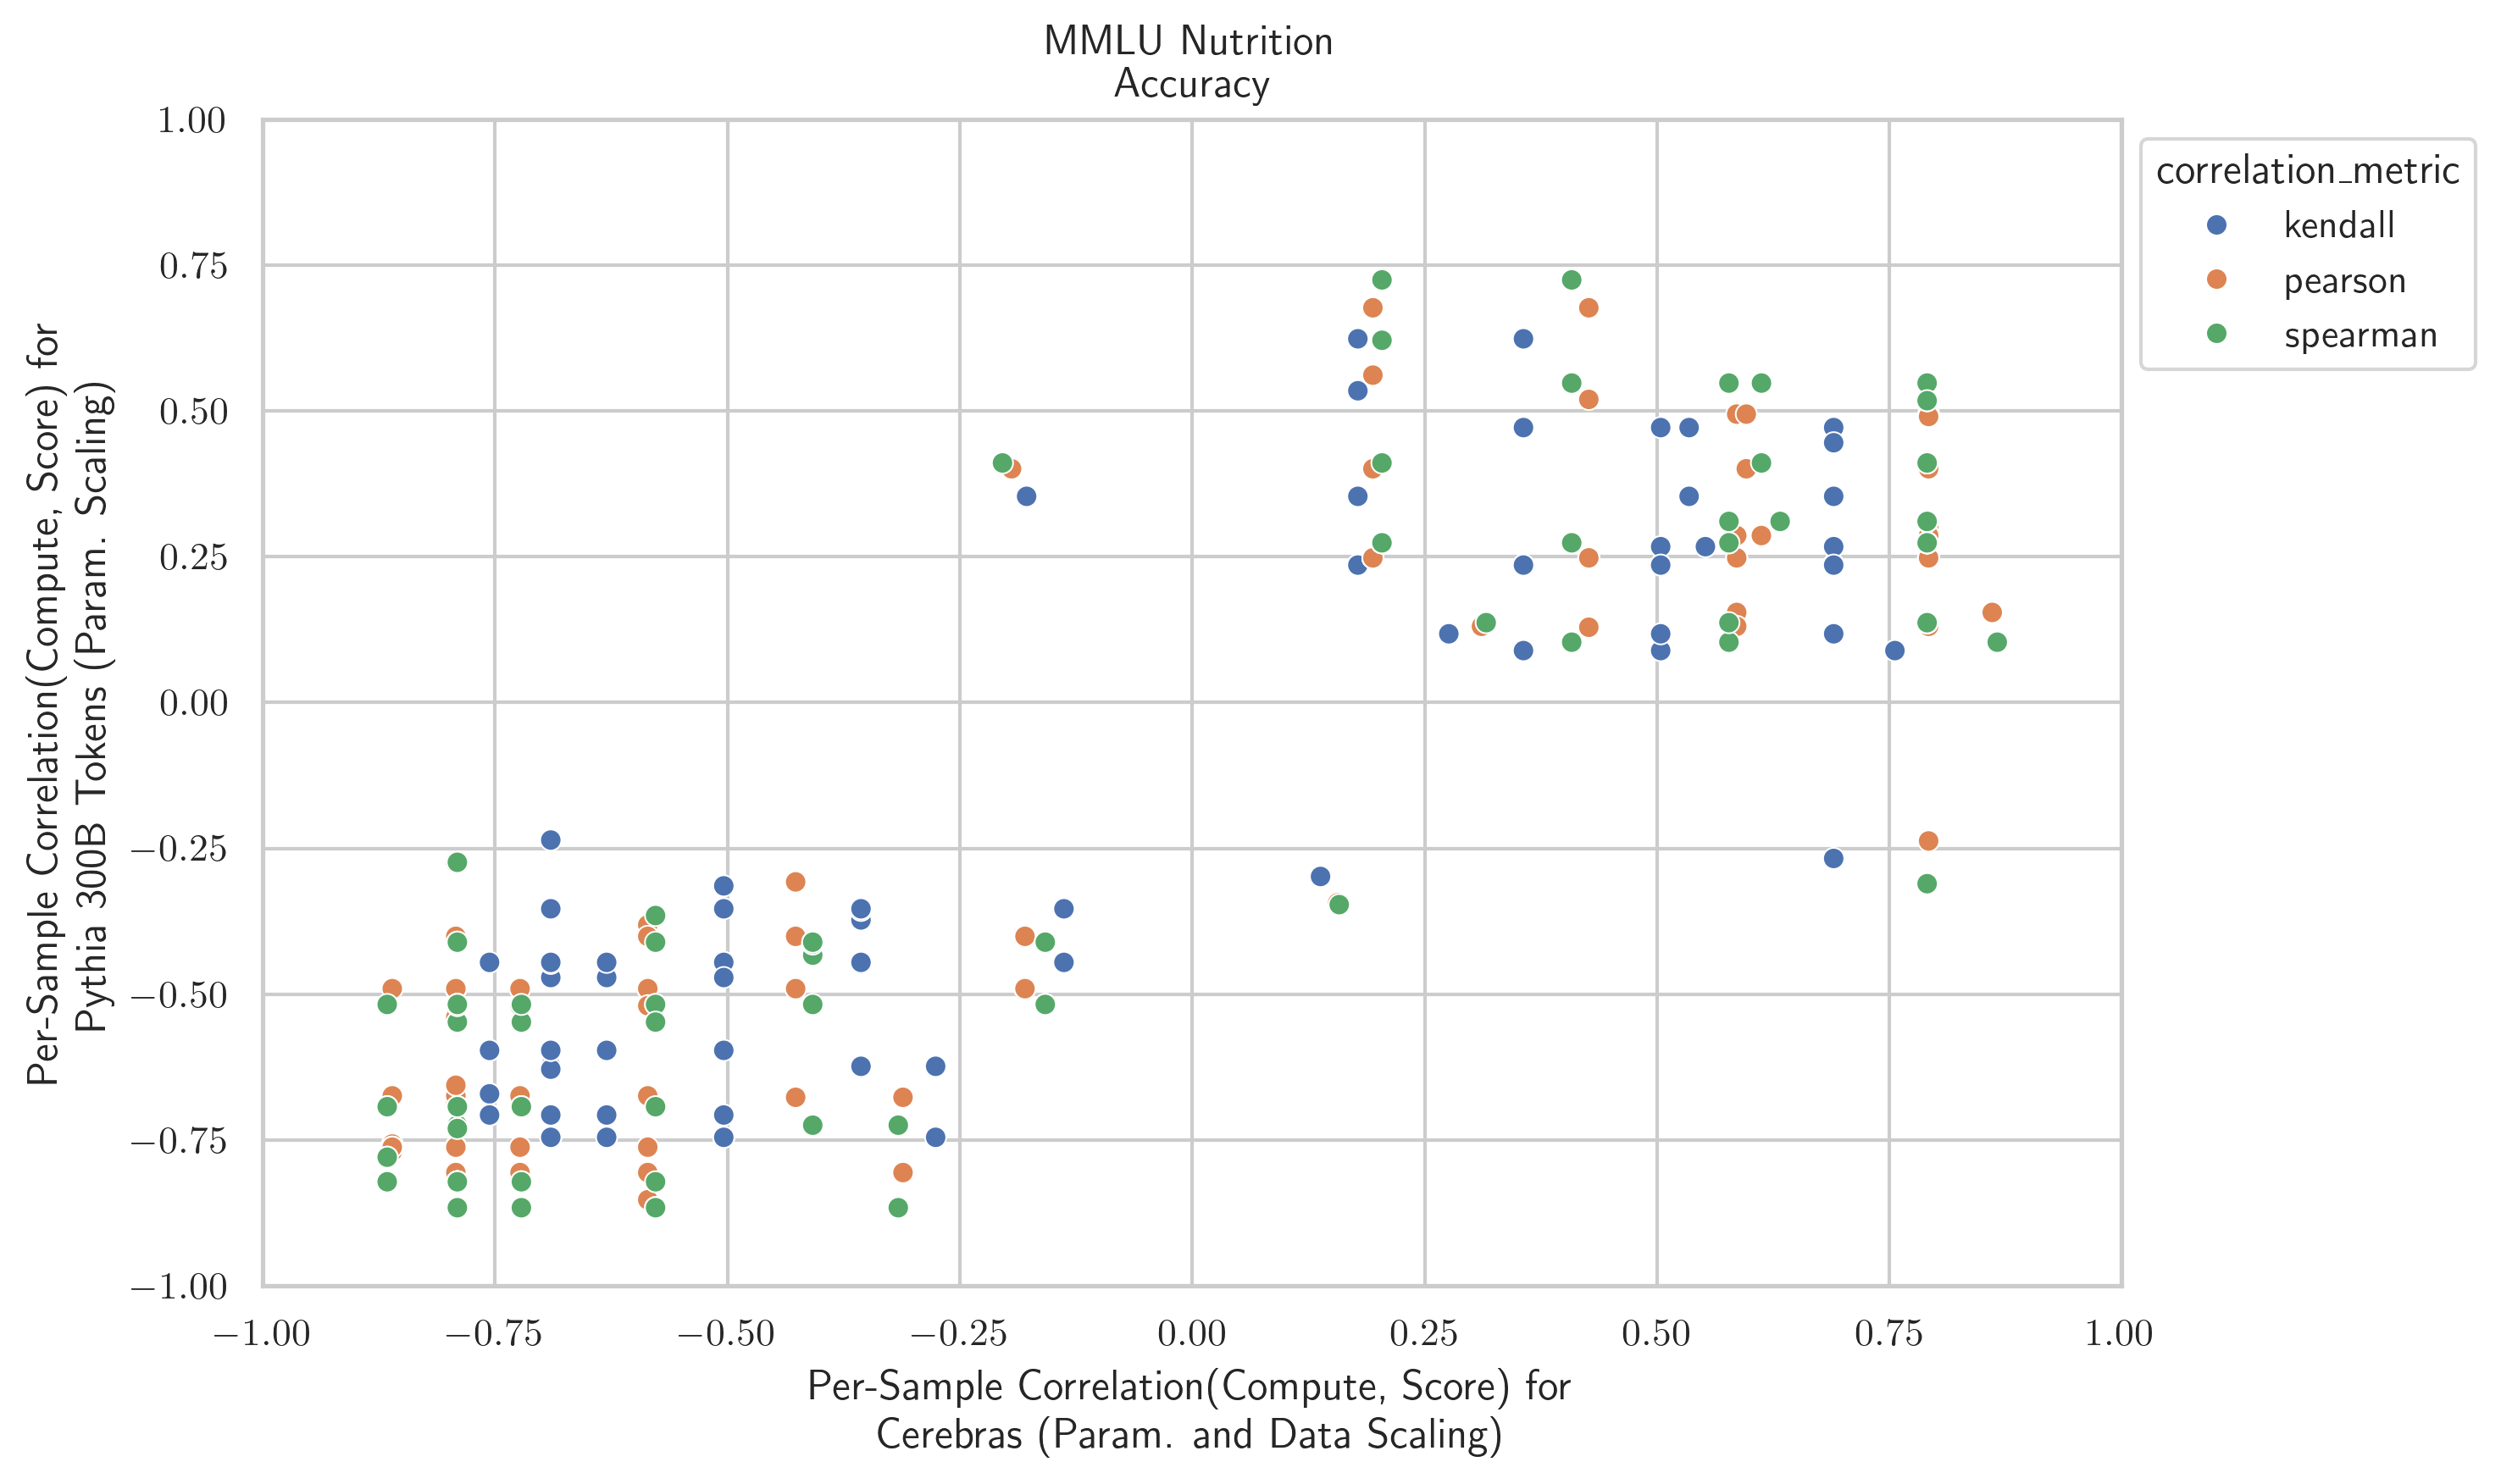 MMLU Nutrition
Accuracy
Per-Sample Correlation(Compute, Score) for
Pythia 300B Tokens (Param. Scaling)
1.00
0.75
0.50
0.25
0.00
−0.25
−0.50
−0.75
−1.00
−1.00 −0.75 −0.50 −0.25 0.00 0.25 0.50 0.75 1.00
Per-Sample Correlation(Compute, Score) for
Cerebras (Param. and Data Scaling)
correlation_metric
kendall
pearson
spearman